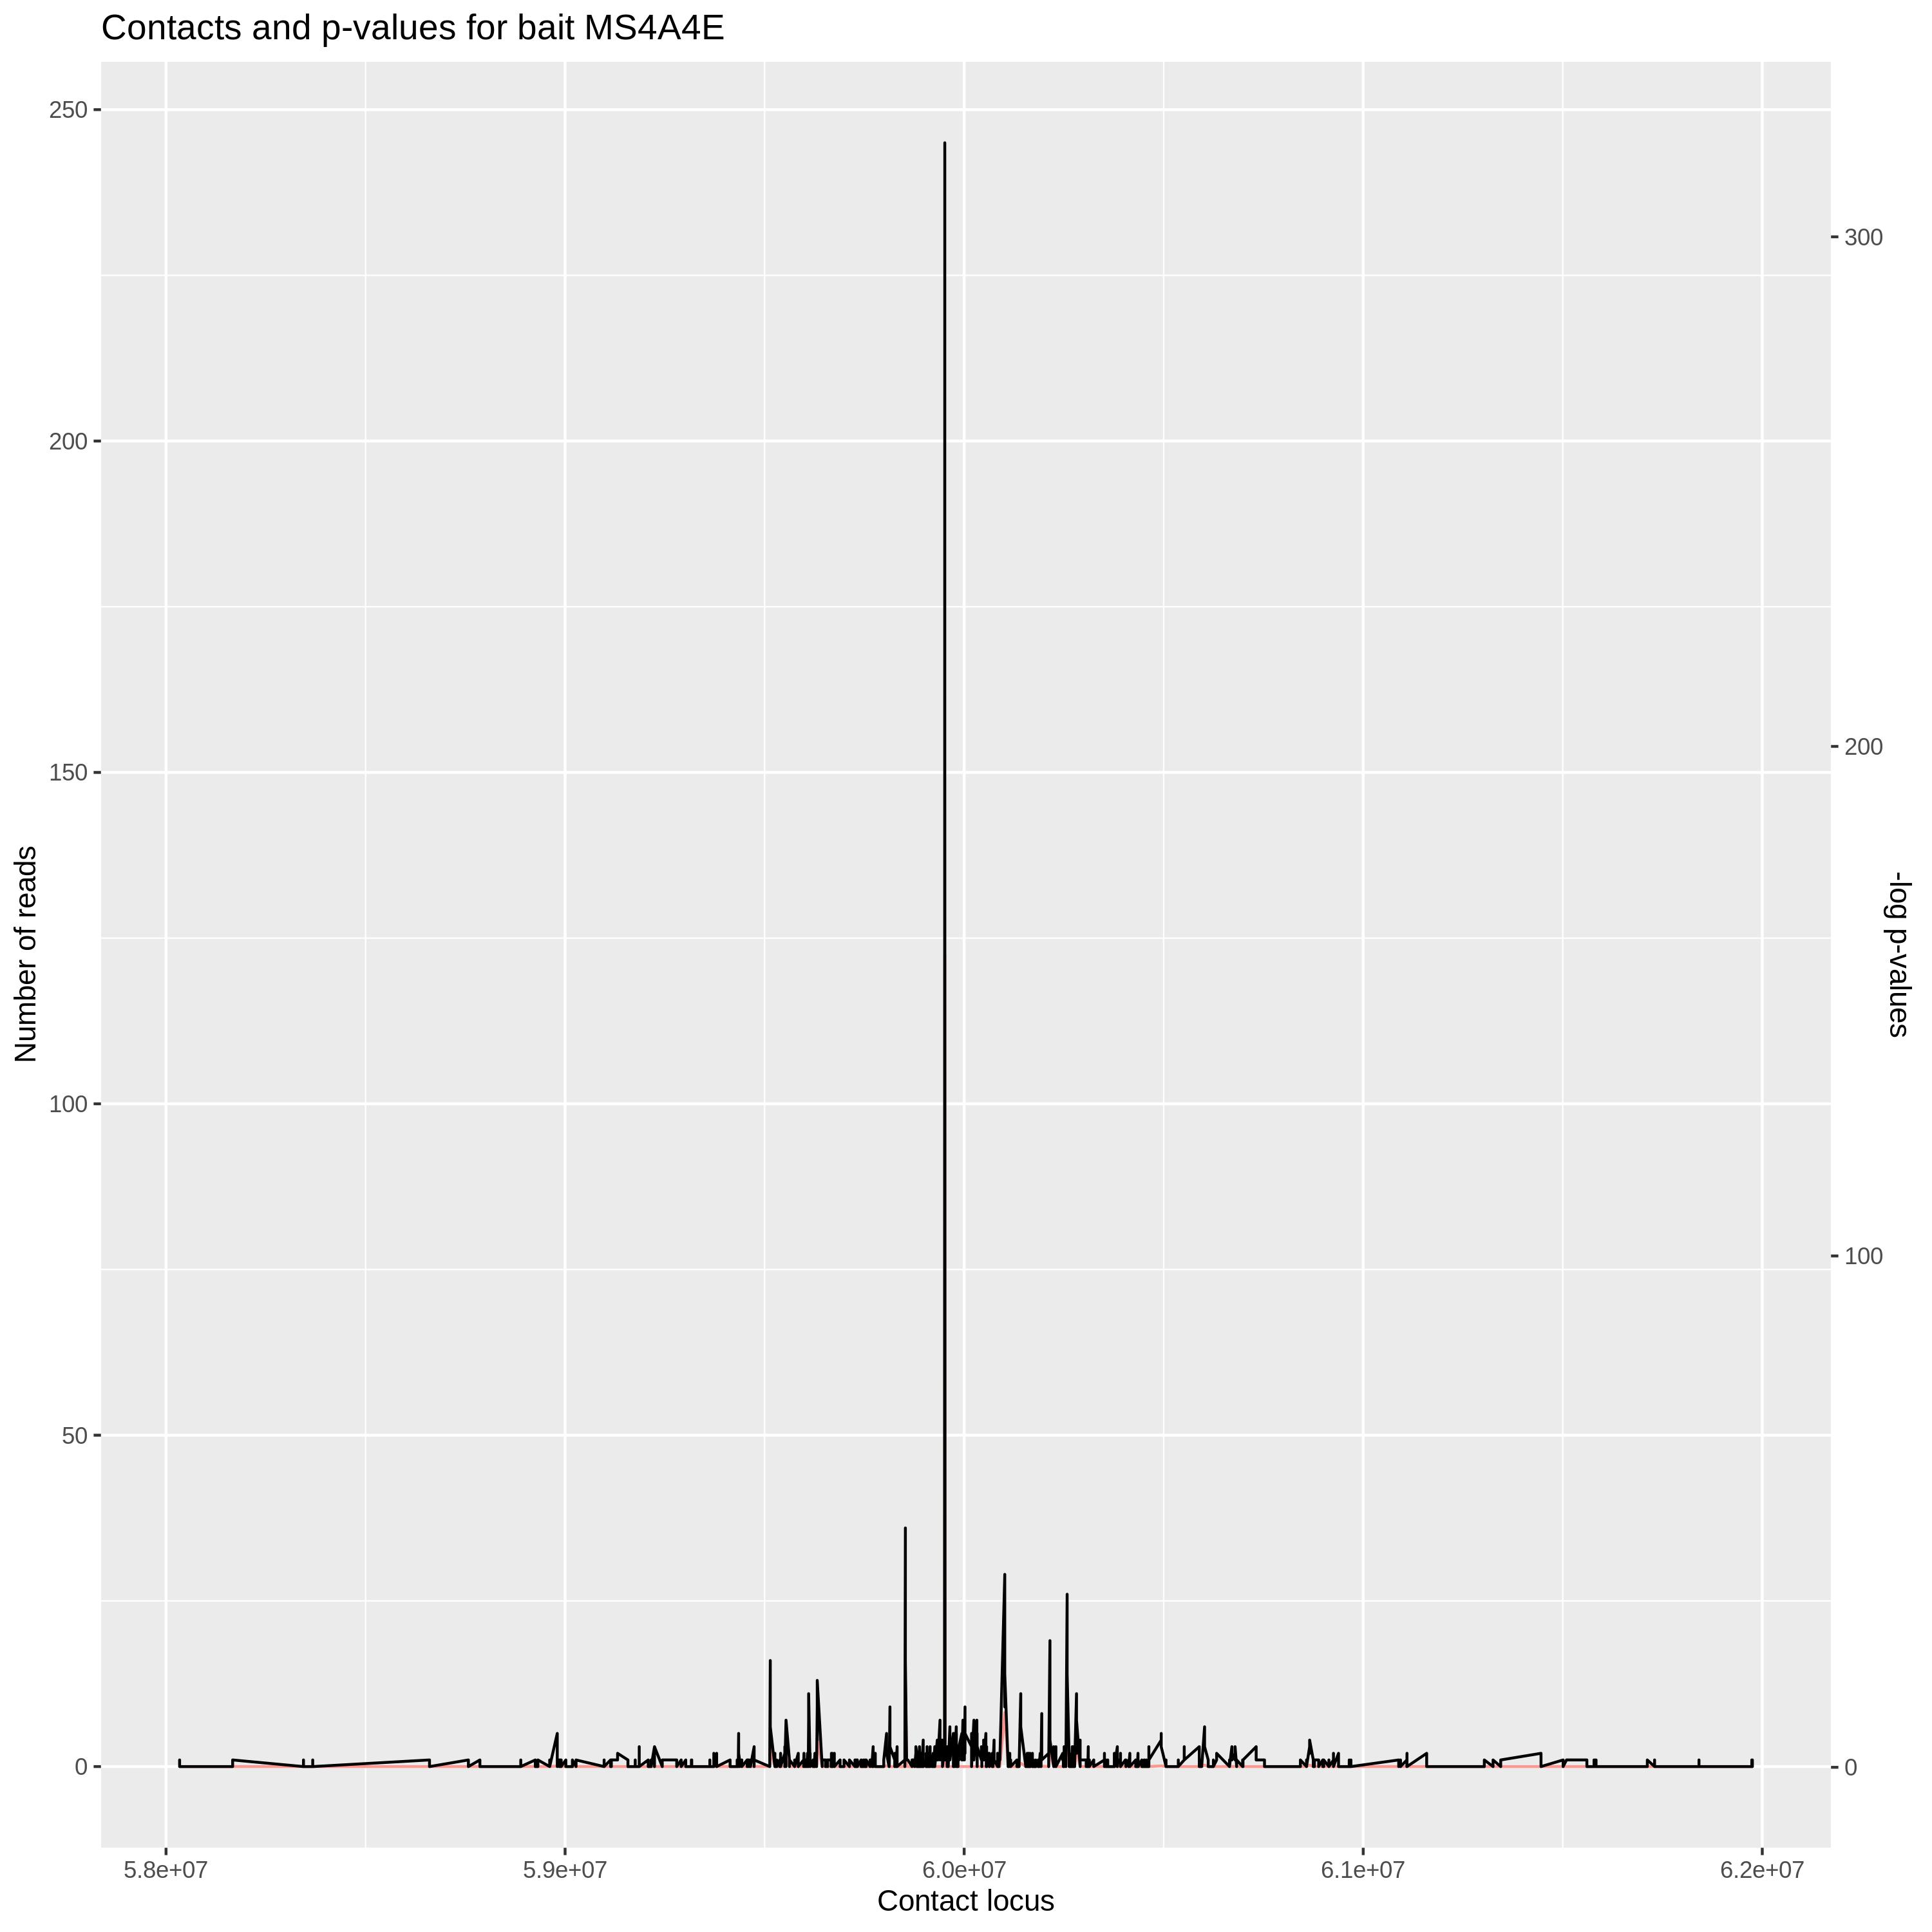 Contacts and p-values for bait MS4A4E
250
200
150
100
50
0
Number of reads
300
200
100
0
-log p-values
5.8e+07 5.9e+07 6.0e+07 6.1e+07 6.2e+07
Contact locus